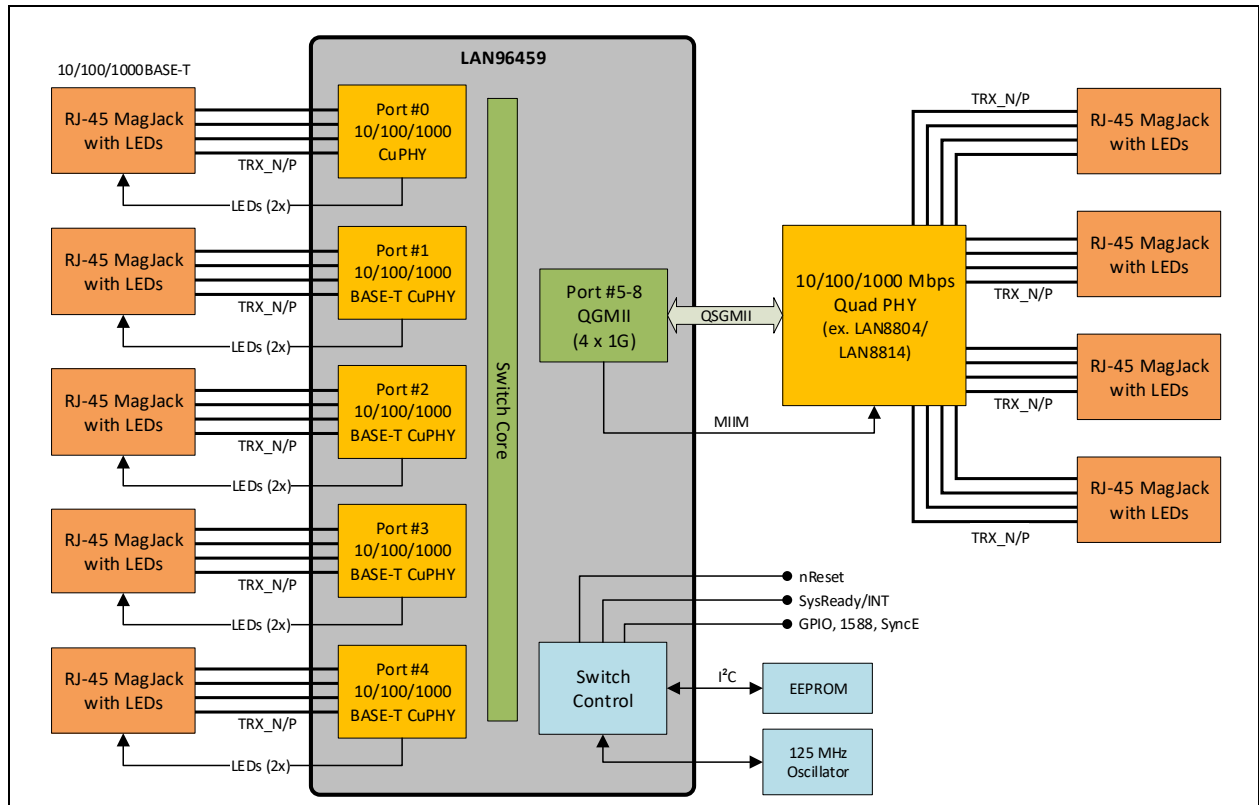 LAN96459
10/100/1000BASE-T
RJ-45 MagJack
with LEDs
TRX_N/P
LEDs (2x)
Port #0
10/100/1000
CuPHY
RJ-45 MagJack
with LEDs
TRX_N/P
LEDs (2x)
Port #1
10/100/1000
BASE-T CuPHY
RJ-45 MagJack
with LEDs
TRX_N/P
LEDs (2x)
Port #2
10/100/1000
BASE-T CuPHY
RJ-45 MagJack
with LEDs
TRX_N/P
LEDs (2x)
Port #3
10/100/1000
BASE-T CuPHY
RJ-45 MagJack
with LEDs
TRX_N/P
LEDs (2x)
Port #4
10/100/1000
BASE-T CuPHY
Switch Core
Port #5-8
QGMII
(4 x 1G)
QSGMII
MIIM
10/100/1000 Mbps
Quad PHY
(ex. LAN8804/
LAN8814)
TRX_N/P
RJ-45 MagJack
with LEDs
TRX_N/P
RJ-45 MagJack
with LEDs
TRX_N/P
RJ-45 MagJack
with LEDs
TRX_N/P
RJ-45 MagJack
with LEDs
nReset
SysReady/INT
GPIO, 1588, SyncE
Switch
Control
I²C
EEPROM
125 MHz
Oscillator